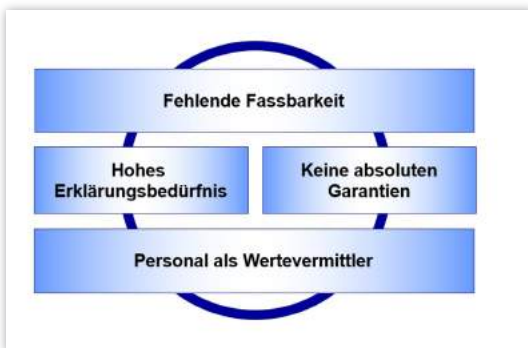 Fehlende Fassbarkeit
Hohes
Erklärungsbedürfnis
Keine absoluten
Garantien
Personal als Wertevermittler